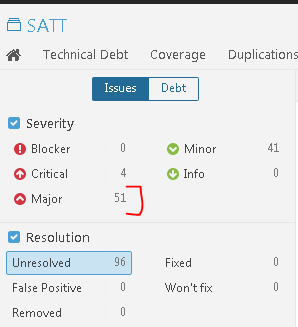 SATT
Technical Debt Coverage Duplications
Issues Debt
Severity
Blocker 0 Minor 41
Critical 4 Info 0
Major 51
Resolution
Unresolved 96 Fixed 0
False Positive 0 Won't fix 0
Removed 0